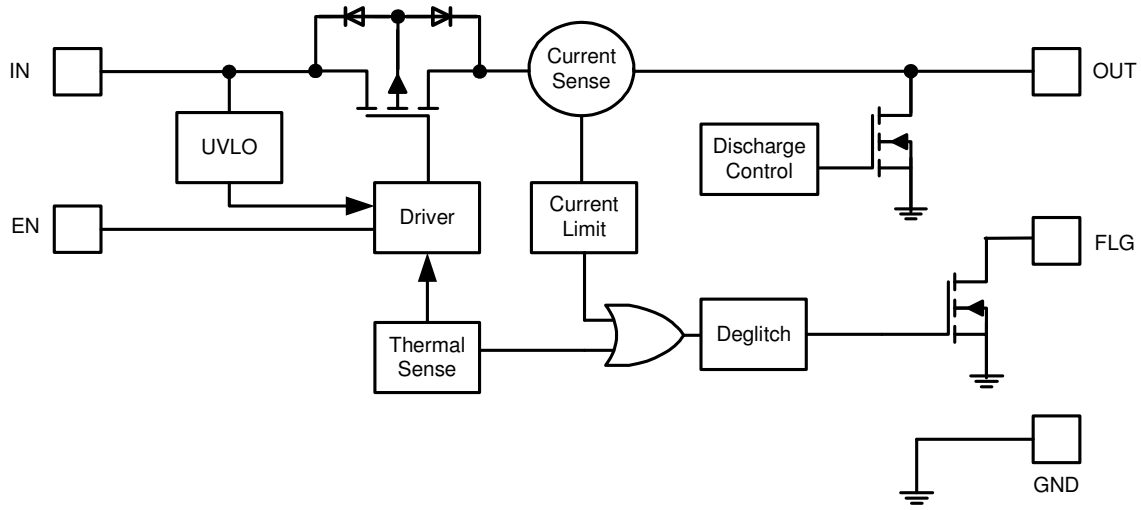 IN
Current
Sense
OUT
UVLO
Discharge
Control
EN
Driver
Current
Limit
FLG
Thermal
Sense
Deglitch
GND